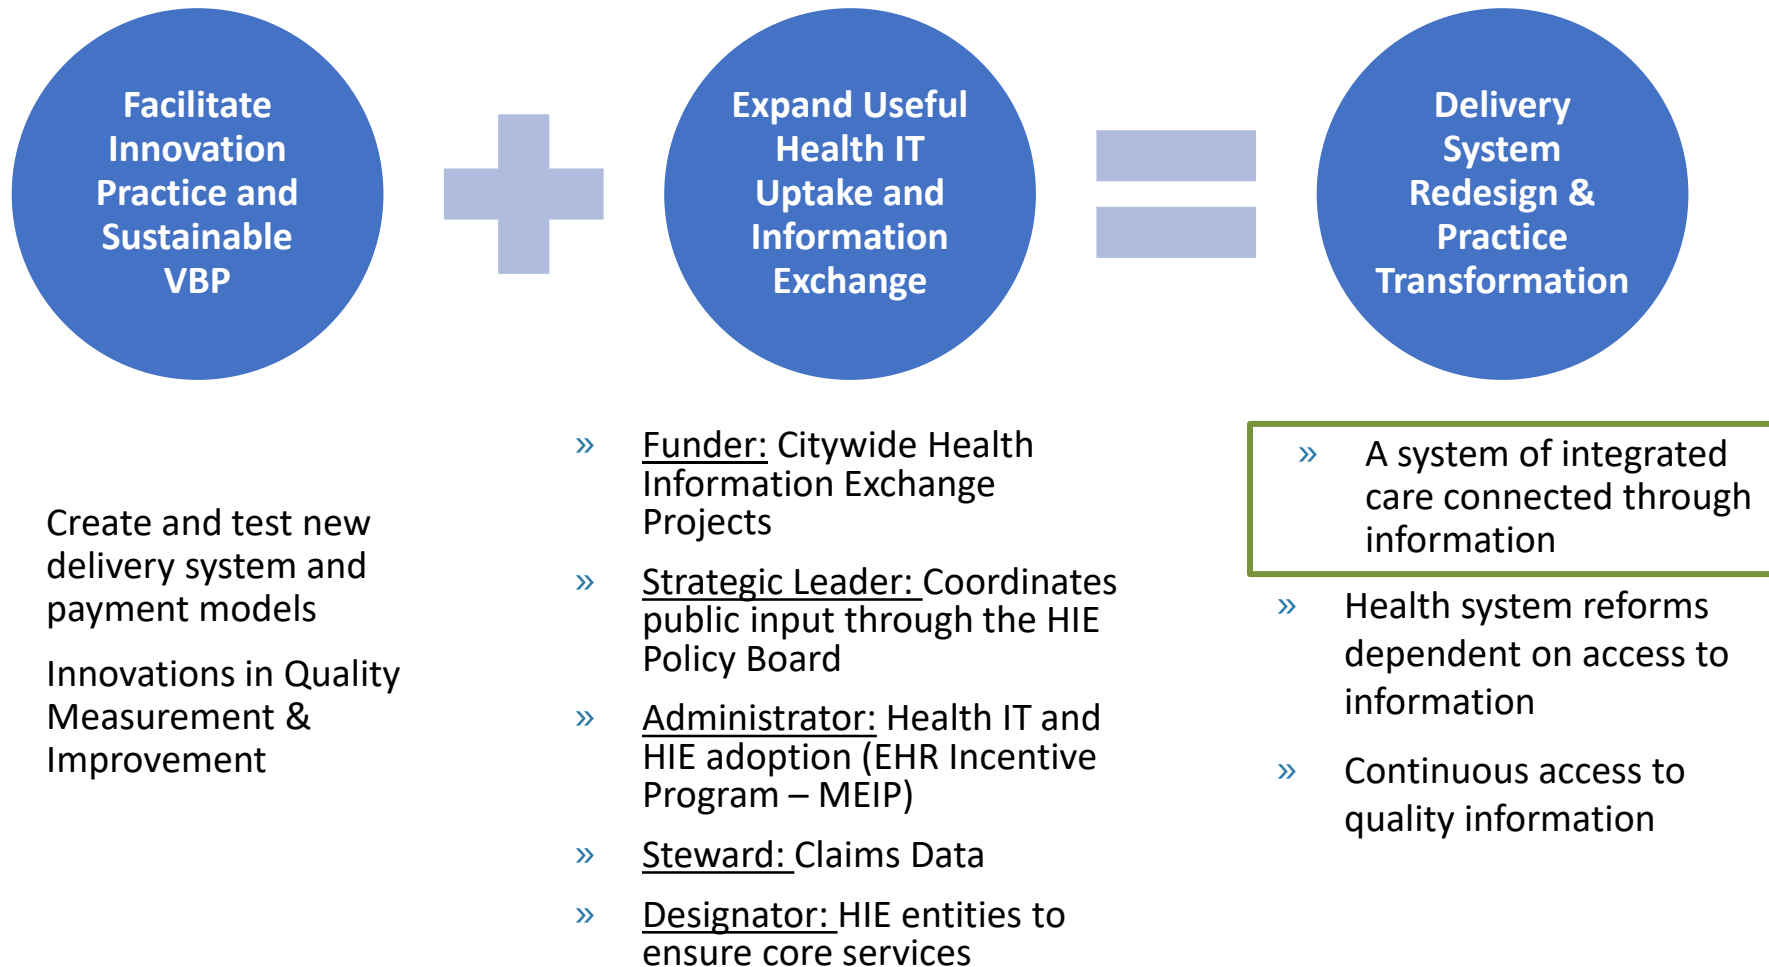 Facilitate
Innovation
Practice and
Sustainable
VBP
Expand Useful
Health IT
Uptake and
Information
Exchange
Delivery
System
Redesign &
Practice
Transformation
Create and test new
delivery system and
payment models
Innovations in Quality
Measurement &
Improvement
» Funder: Citywide Health
Information Exchange
Projects
» Strategic Leader: Coordinates
public input through the HIE
Policy Board
» Administrator: Health IT and
HIE adoption (EHR Incentive
Program – MEIP)
» Steward: Claims Data
» Designator: HIE entities to
ensure core services
» A system of integrated
care connected through
information
» Health system reforms
dependent on access to
information
» Continuous access to
quality information